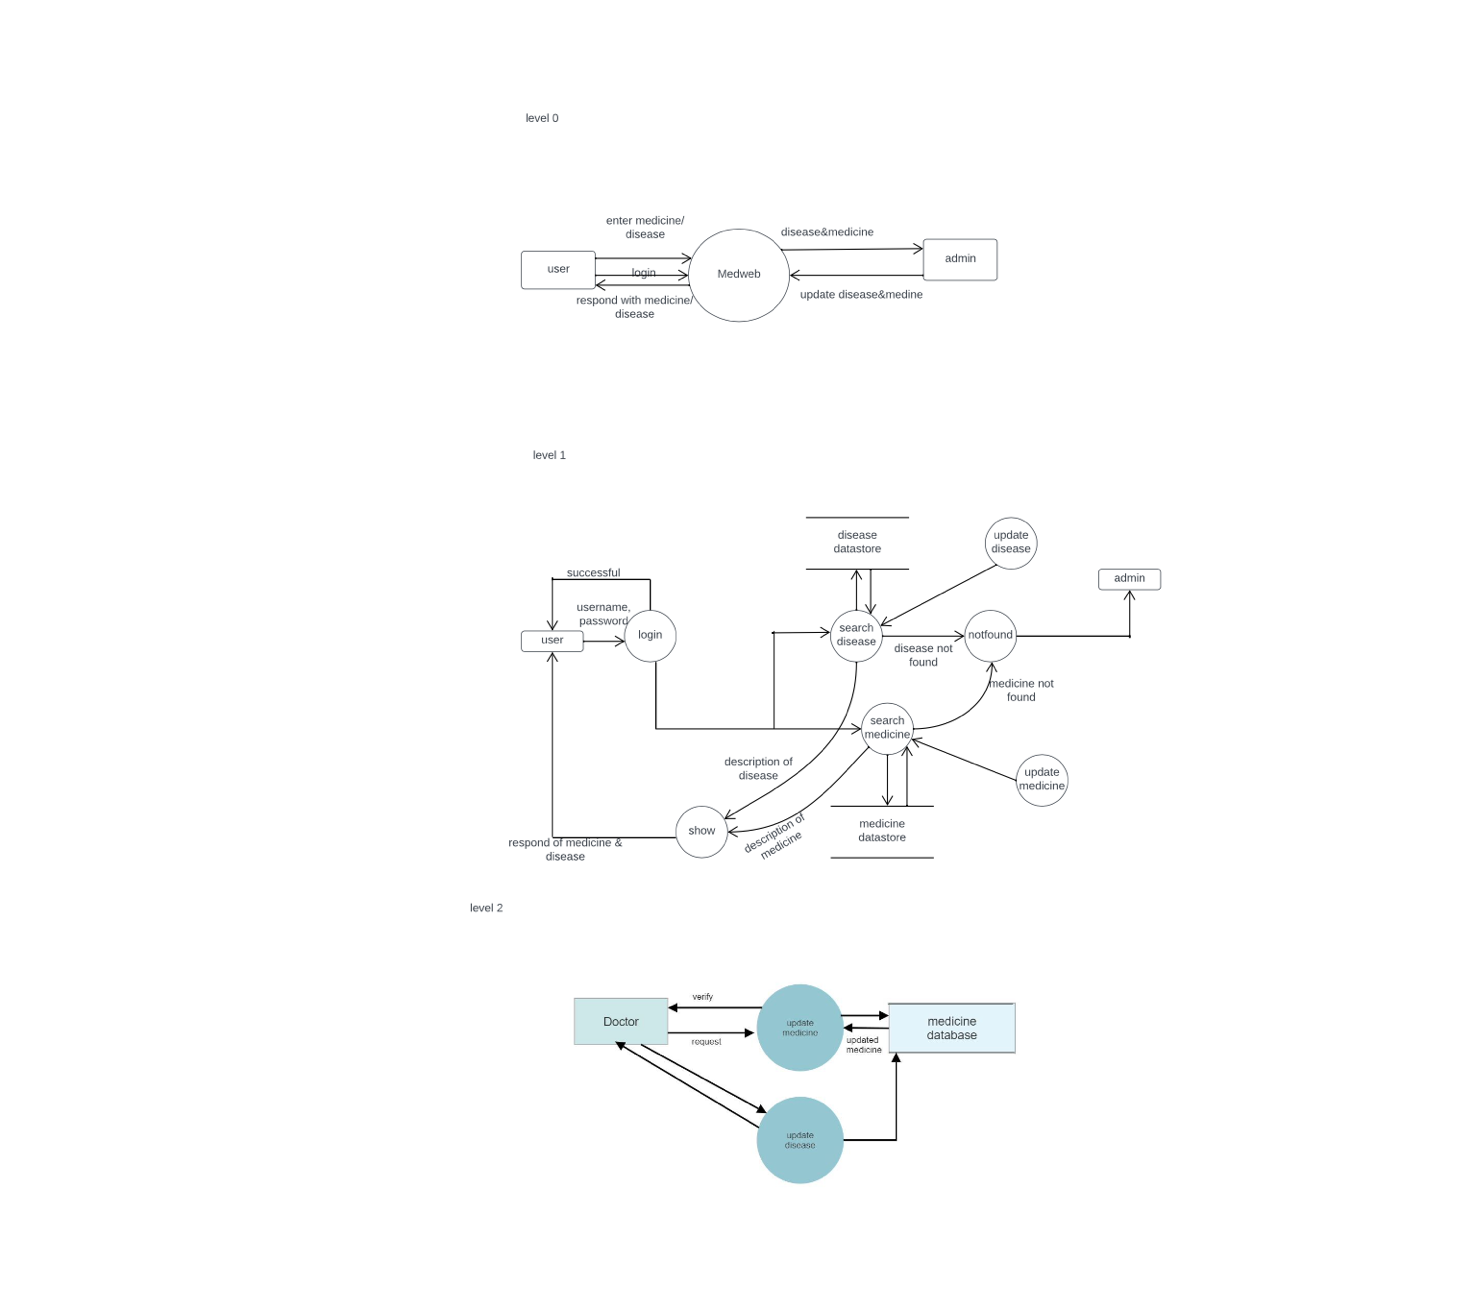 level 0
enter medicine/
disease
disease&medicine
user
login
Medweb
admin
respond with medicine/
disease
update disease&medine
level 1
disease
datastore
update
disease
successful
admin
username,
password
user
login
search
disease
notfound
disease not
found
medicine not
found
search
medicine
description of
disease
update
medicine
show
description of
medicine
medicine
datastore
respond of medicine &
disease
level 2
verify
Doctor
update
medicine
medicine
database
request
updated
medicine
update
disease